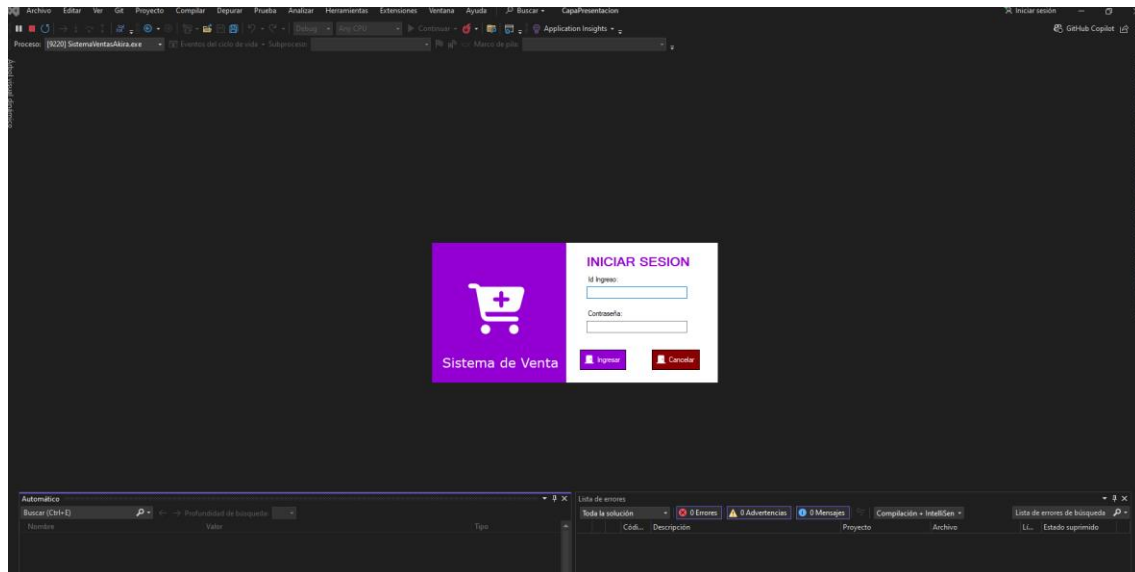 Archivo Editar Ver Git Proyecto Compilar Depurar Prueba Analizar Herramientas Extensiones Ventana Ayuda Buscar CapaPresentacion Iniciar sesión
Debug Any CPU Continuar Application Insights GitHub Copilot
Proceso: [9220] SistemaVentasAkira.exe Eventos del ciclo de vida Subproceso: Marco de pila:
Árbol visual dinámico
INICIAR SESION
Id Ingreso:
Contraseña:
Ingresar Cancelar
Sistema de Venta
Automático
Buscar (Ctrl+E) Profundidad de búsqueda:
Nombre Valor Tipo
Lista de errores
Toda la solución 0 Errores 0 Advertencias 0 Mensajes Compilación + IntelliSen Lista de errores de búsqueda
Códi... Descripción Proyecto Archivo Lí... Estado suprimido